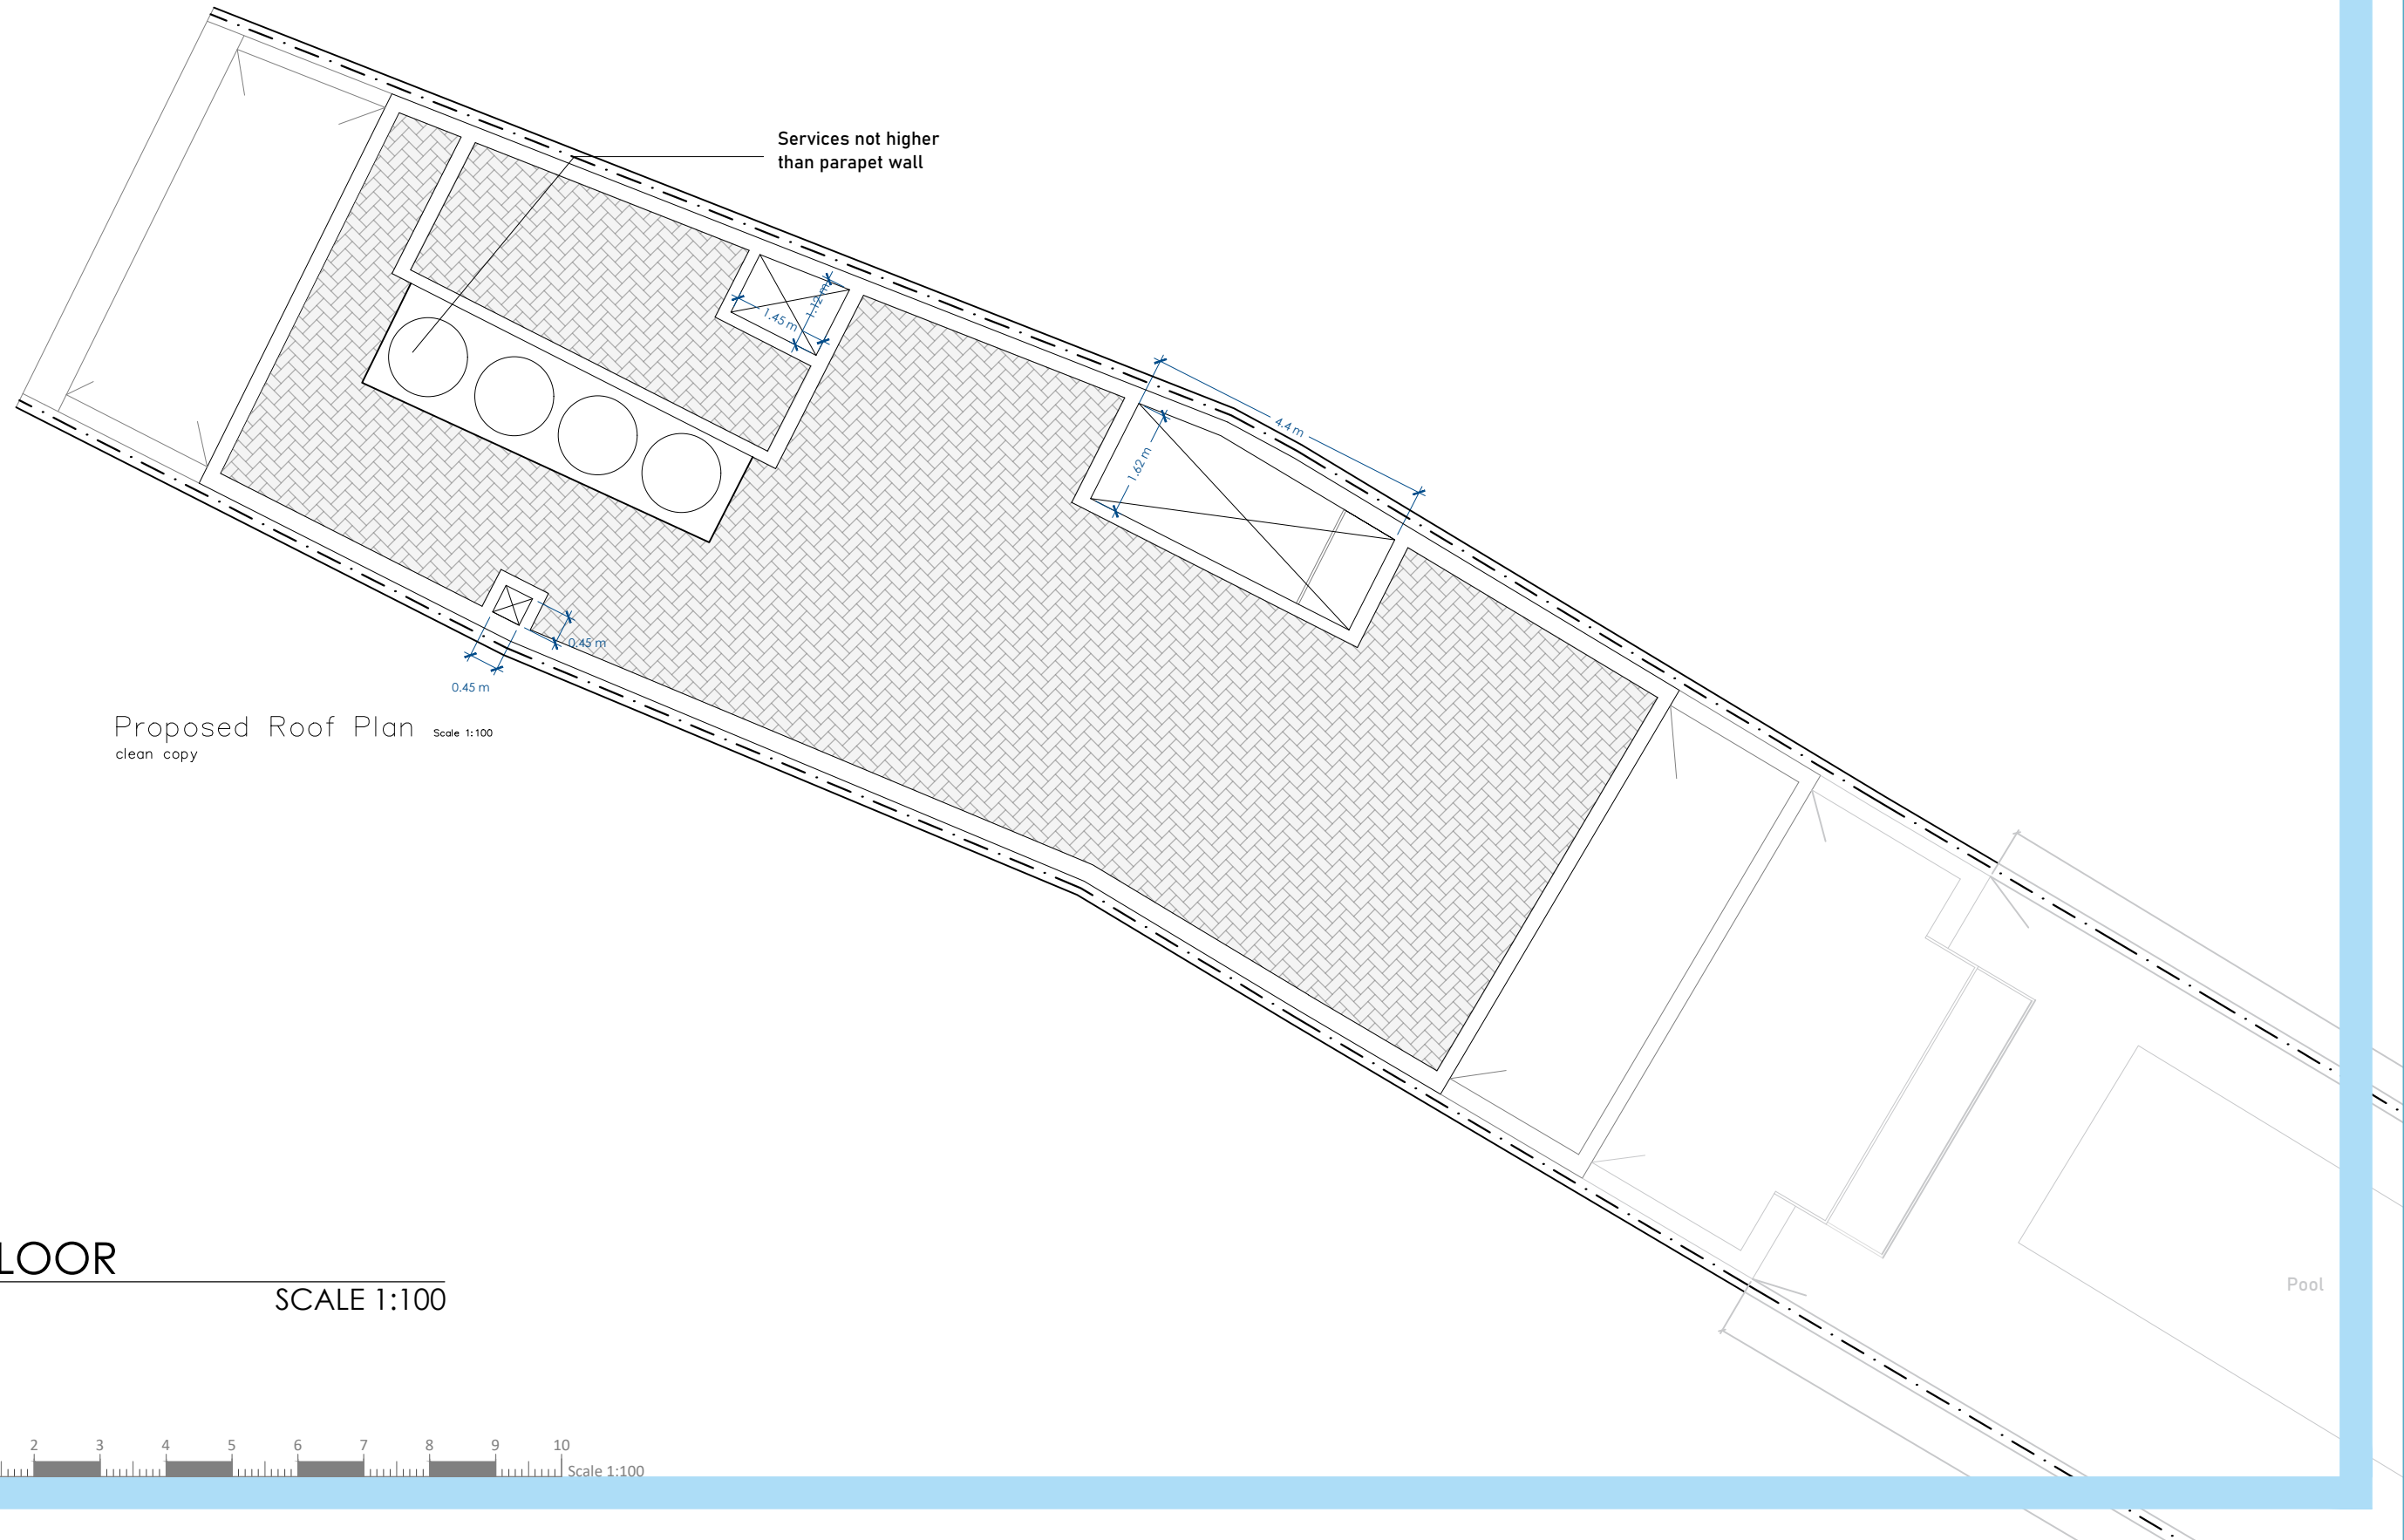 Services not higher
than parapet wall
1.12 m
1.45 m
4.4 m
1.62 m
0.45 m
0.45 m
Proposed Roof Plan Scale 1:100
clean copy
LOOR
SCALE 1:100
Pool
2 3 4 5 6 7 8 9 10
Scale 1:100